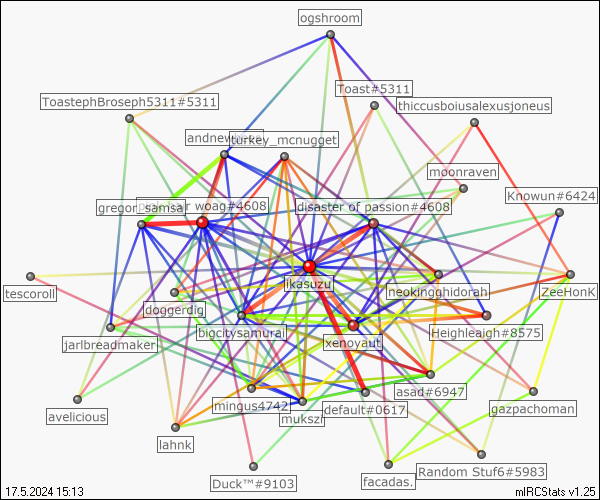 ogshroom
Toast#5311
ToastephBroseph5311#5311
thiccusboiusalexusjoneus
turkey_mcnugget
moonraven
Knowun#6424
gregor_samsa
woag#4608
disaster of passion#4608
likasuzu
tescoroll
doggerdig
neokingghidorah
ZeeHonK
bigcitysamurai
Heighleaigh#8575
jarlbreadmaker
xenoyaut
asad#6947
mingus4742
default#0617
avelicious
mukszi
gazpachoman
lahnk
Random Stuf6#5983
Duck™#9103
facadas.
17.5.2024 15:13
mIRCStats v1.25